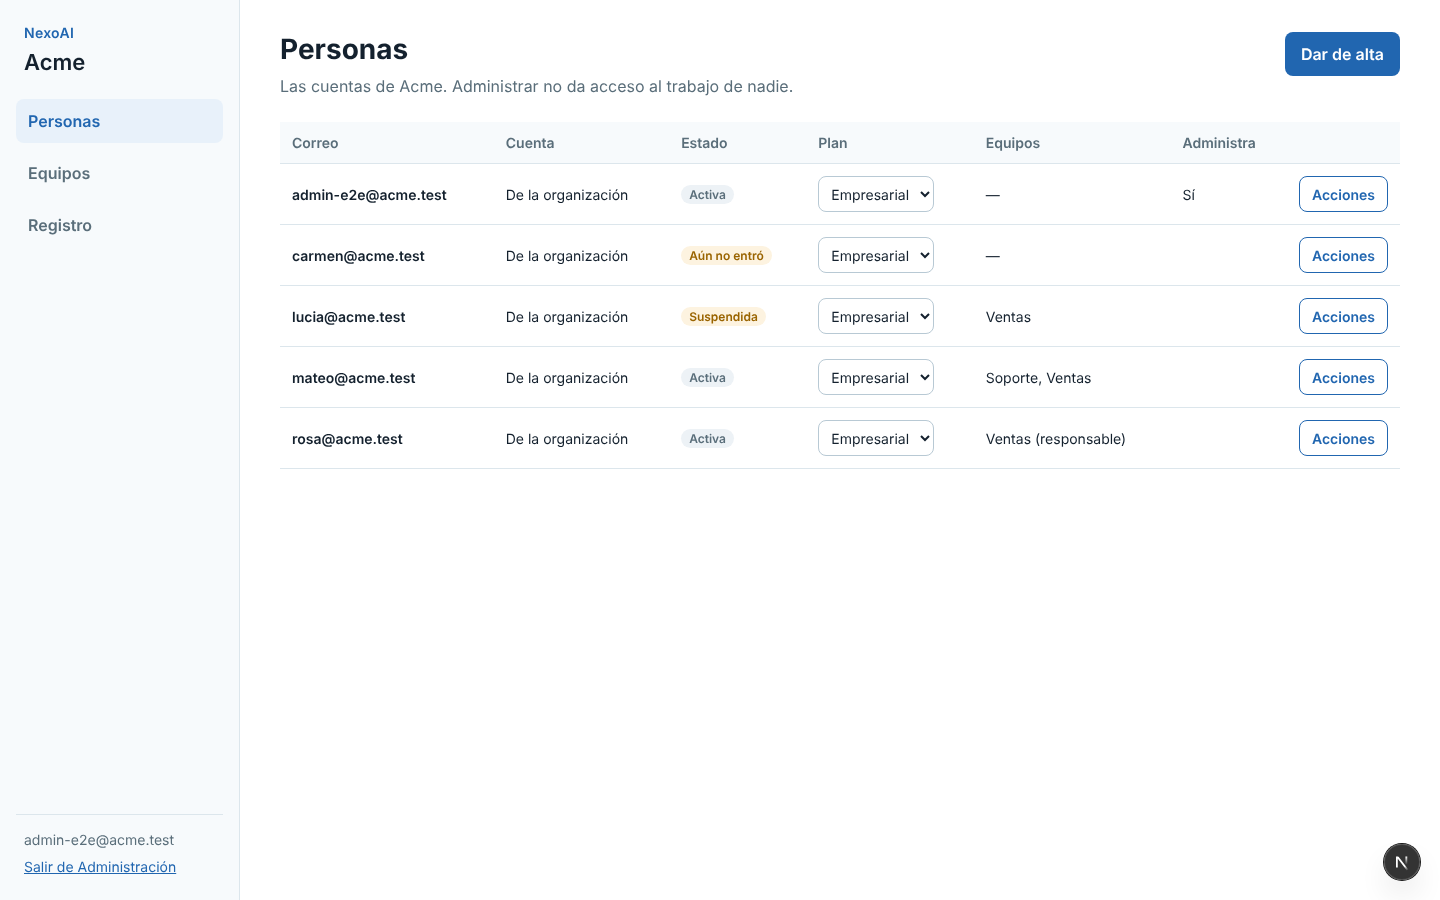 NexoAI
Acme
Personas
Equipos
Registro
admin-e2e@acme.test
Salir de Administración
Personas
Dar de alta
Las cuentas de Acme. Administrar no da acceso al trabajo de nadie.
Correo Cuenta Estado Plan Equipos Administra
admin-e2e@acme.test De la organización Activa Empresarial — Sí Acciones
carmen@acme.test De la organización Aún no entró Empresarial — Acciones
lucia@acme.test De la organización Suspendida Empresarial Ventas Acciones
mateo@acme.test De la organización Activa Empresarial Soporte, Ventas Acciones
rosa@acme.test De la organización Activa Empresarial Ventas (responsable) Acciones
N